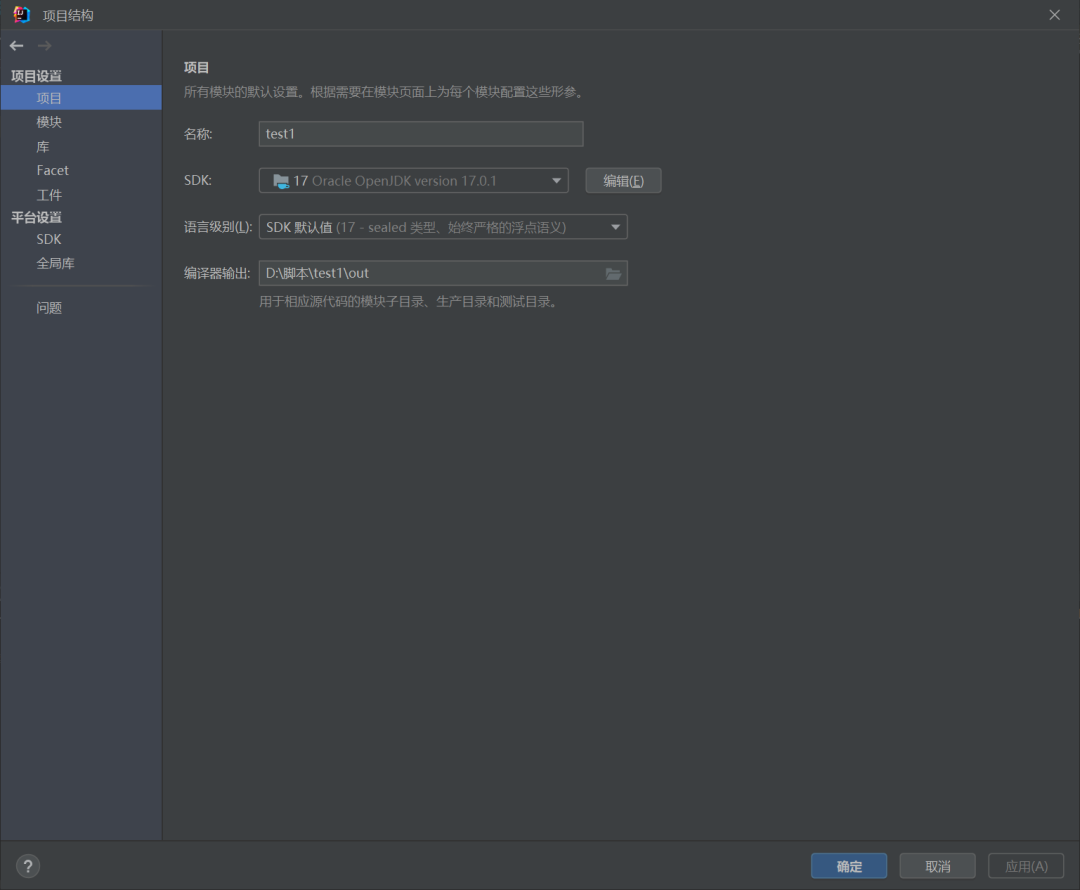 项目结构
项目设置
项目
模块
库
Facet
工件
平台设置
SDK
全局库
问题
项目
所有模块的默认设置。根据需要在模块页面上为每个模块配置这些形参。
名称: test1
SDK: 17 Oracle OpenJDK version 17.0.1 编辑(E)
语言级别(L): SDK 默认值 (17 - sealed 类型、始终严格的浮点语义)
编译器输出: D:\脚本\test1\out
用于相应源代码的模块子目录、生产目录和测试目录。
? 确定 取消 应用(A)